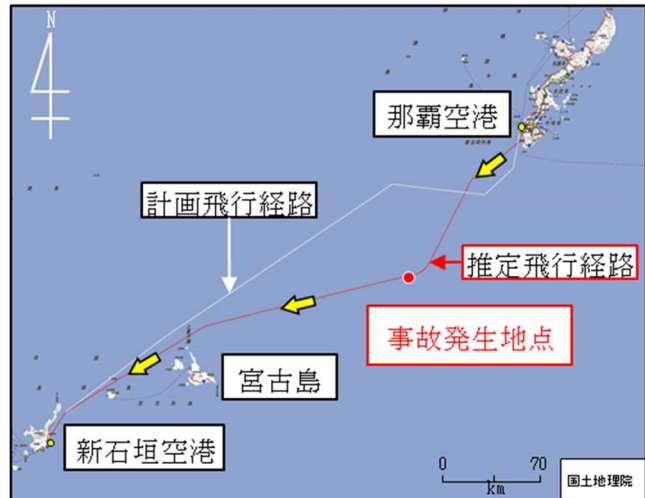 N
那覇空港
計画飛行経路
推定飛行経路
事故発生地点
宮古島
新石垣空港
0 70
km
国土地理院